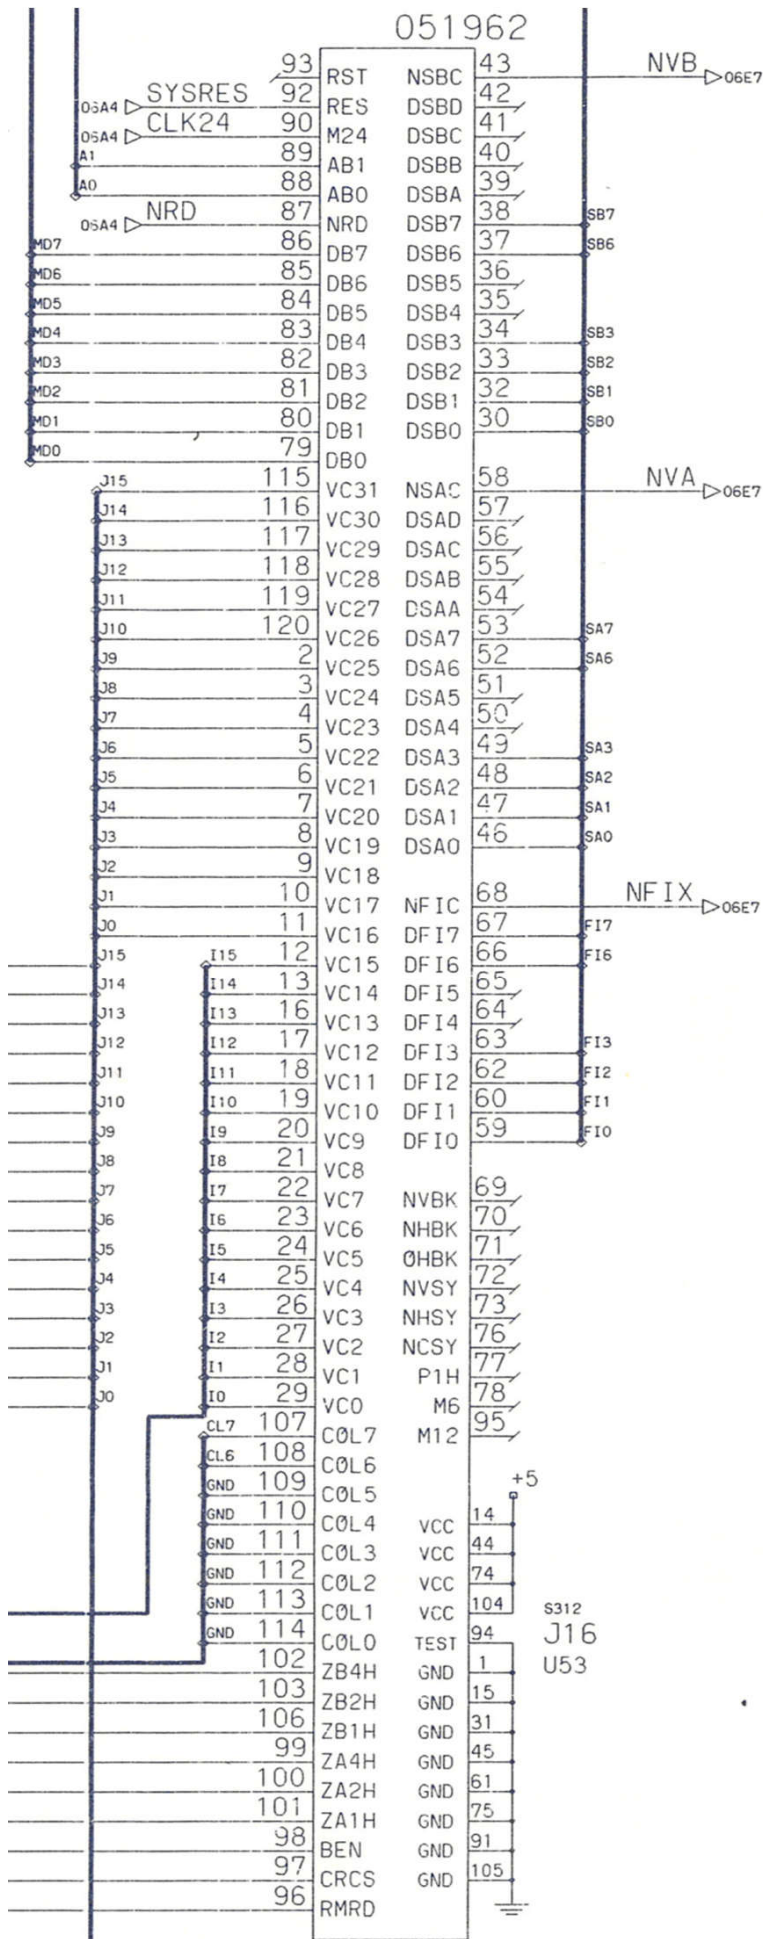 051962
93 RST NSBC 43 NVB 06E7
06A4 SYSRES 92 RES DSBD 42
06A4 CLK24 90 M24 DSBC 41
A1 89 AB1 DSBB 40
A0 88 AB0 DSBA 39
06A4 NRD 87 NRD DSB7 38 SB7
MD7 86 DB7 DSB6 37 SB6
MD6 85 DB6 DSB5 36
MD5 84 DB5 DSB4 35
MD4 83 DB4 DSB3 34 SB3
MD3 82 DB3 DSB2 33 SB2
MD2 81 DB2 DSB1 32 SB1
MD1 80 DB1 DSB0 30 SB0
MD0 79 DB0
J15 115 VC31 NSAC 58 NVA 06E7
J14 116 VC30 DSAD 57
J13 117 VC29 DSAC 56
J12 118 VC28 DSAB 55
J11 119 VC27 DSAA 54
J10 120 VC26 DSA7 53 SA7
J9 2 VC25 DSA6 52 SA6
J8 3 VC24 DSA5 51
J7 4 VC23 DSA4 50
J6 5 VC22 DSA3 49 SA3
J5 6 VC21 DSA2 48 SA2
J4 7 VC20 DSA1 47 SA1
J3 8 VC19 DSA0 46 SA0
J2 9 VC18
J1 10 VC17 NFIC 68 NFIX 06E7
J0 11 VC16 DFI7 67 FI7
J15 I15 12 VC15 DFI6 66 FI6
J14 I14 13 VC14 DFI5 65
J13 I13 16 VC13 DFI4 64
J12 I12 17 VC12 DFI3 63 FI3
J11 I11 18 VC11 DFI2 62 FI2
J10 I10 19 VC10 DFI1 60 FI1
J9 I9 20 VC9 DFI0 59 FI0
J8 I8 21 VC8
J7 I7 22 VC7 NVBK 69
J6 I6 23 VC6 NHBK 70
J5 I5 24 VC5 ØHBK 71
J4 I4 25 VC4 NVSY 72
J3 I3 26 VC3 NHSY 73
J2 I2 27 VC2 NCSY 76
J1 I1 28 VC1 P1H 77
J0 I0 29 VC0 M6 78
CL7 107 CØL7 M12 95
CL6 108 CØL6
GND 109 CØL5 +5
GND 110 CØL4 VCC 14
GND 111 CØL3 VCC 44
GND 112 CØL2 VCC 74
GND 113 CØL1 VCC 104 S312
GND 114 CØL0 TEST 94 J16
102 ZB4H GND 1 U53
103 ZB2H GND 15
106 ZB1H GND 31
99 ZA4H GND 45
100 ZA2H GND 61
101 ZA1H GND 75
98 BEN GND 91
97 CRCS GND 105
96 RMRD